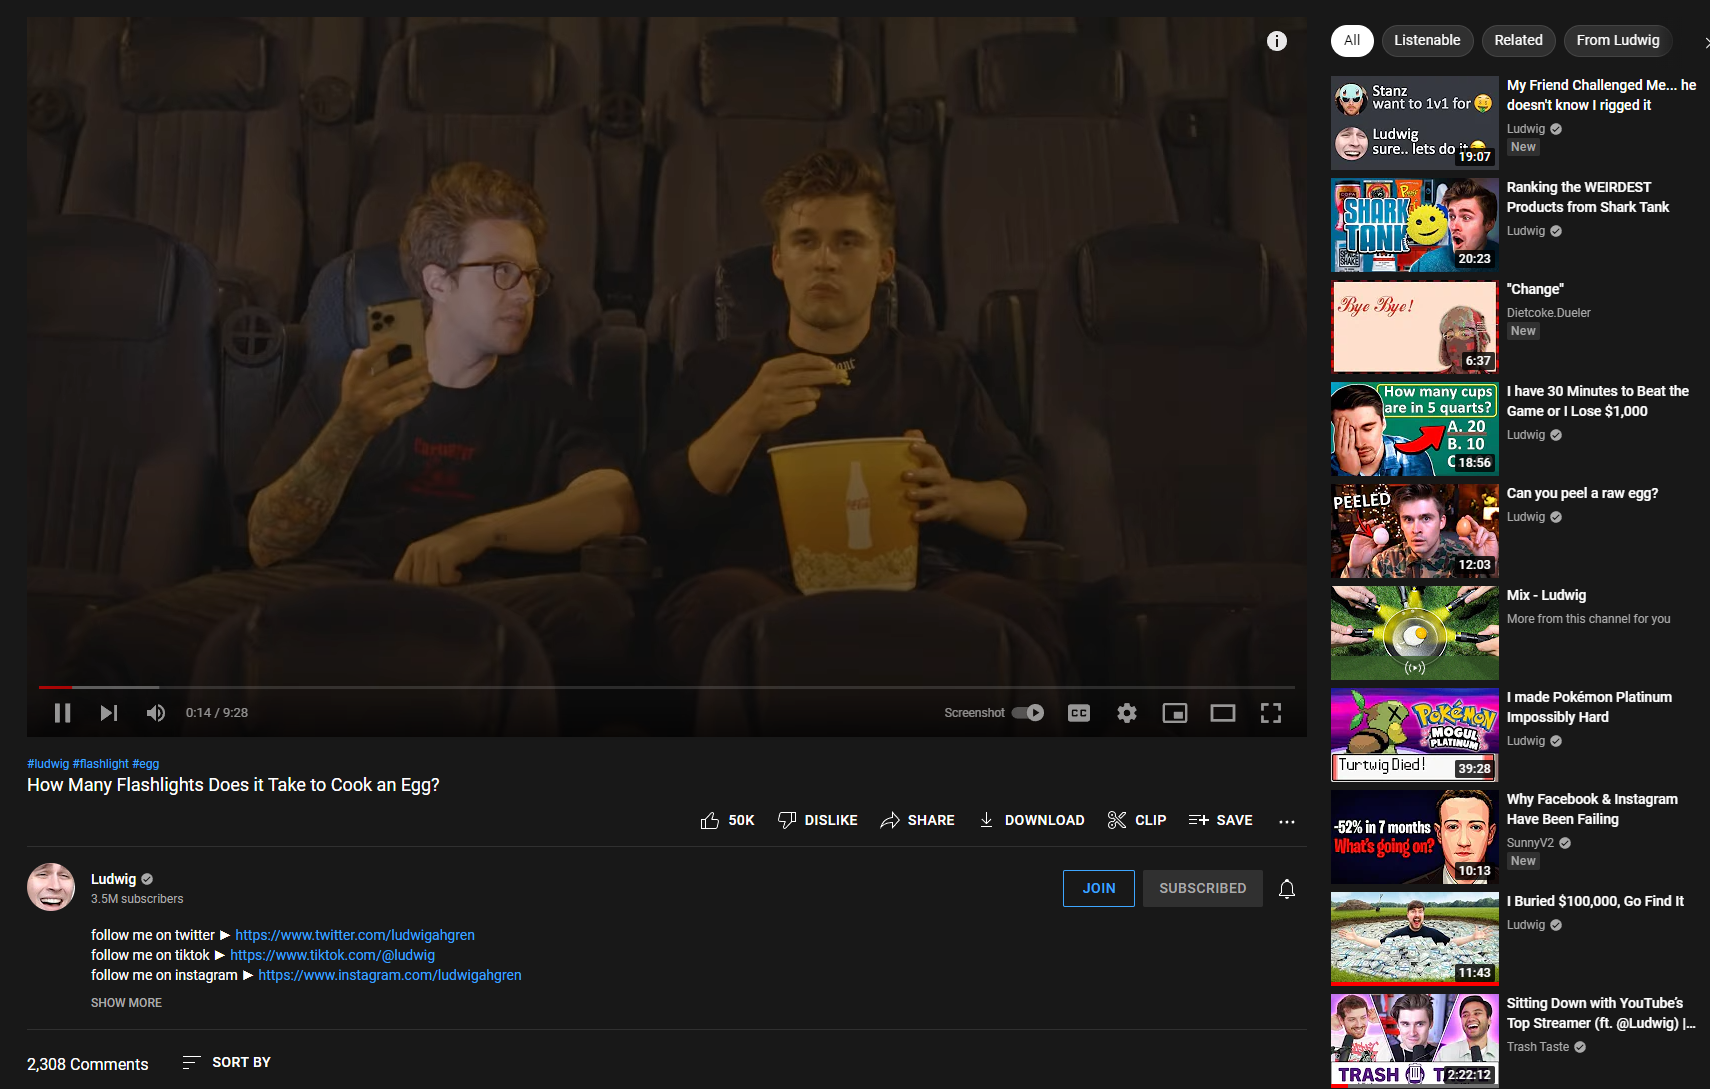 carhartt
Coca-Cola
0:14 / 9:28
Screenshot
CC
#ludwig #flashlight #egg
How Many Flashlights Does it Take to Cook an Egg?
50K
DISLIKE
SHARE
DOWNLOAD
CLIP
SAVE
Ludwig
3.5M subscribers
JOIN
SUBSCRIBED
follow me on twitter ► https://www.twitter.com/ludwigahgren
follow me on tiktok ► https://www.tiktok.com/@ludwig
follow me on instagram ► https://www.instagram.com/ludwigahgren
SHOW MORE
2,308 Comments
SORT BY
All
Listenable
Related
From Ludwig
Stanz
want to 1v1 for
Ludwig
sure.. lets do it
19:07
My Friend Challenged Me... he
doesn't know I rigged it
Ludwig
New
SHARK
TANK
20:23
Ranking the WEIRDEST
Products from Shark Tank
Ludwig
Bye Bye!
6:37
"Change"
Dietcoke.Dueler
New
How many cups
are in 5 quarts?
A. 20
B. 10
C
18:56
I have 30 Minutes to Beat the
Game or I Lose $1,000
Ludwig
PEELED
12:03
Can you peel a raw egg?
Ludwig
Mix - Ludwig
More from this channel for you
POKéMON
MOGUL
PLATINUM
Turtwig Died!
39:28
I made Pokémon Platinum
Impossibly Hard
Ludwig
-52% in 7 months
What's going on?
10:13
Why Facebook & Instagram
Have Been Failing
SunnyV2
New
11:43
I Buried $100,000, Go Find It
Ludwig
TRASH T
2:22:12
Sitting Down with YouTube's
Top Streamer (ft. @Ludwig) |...
Trash Taste